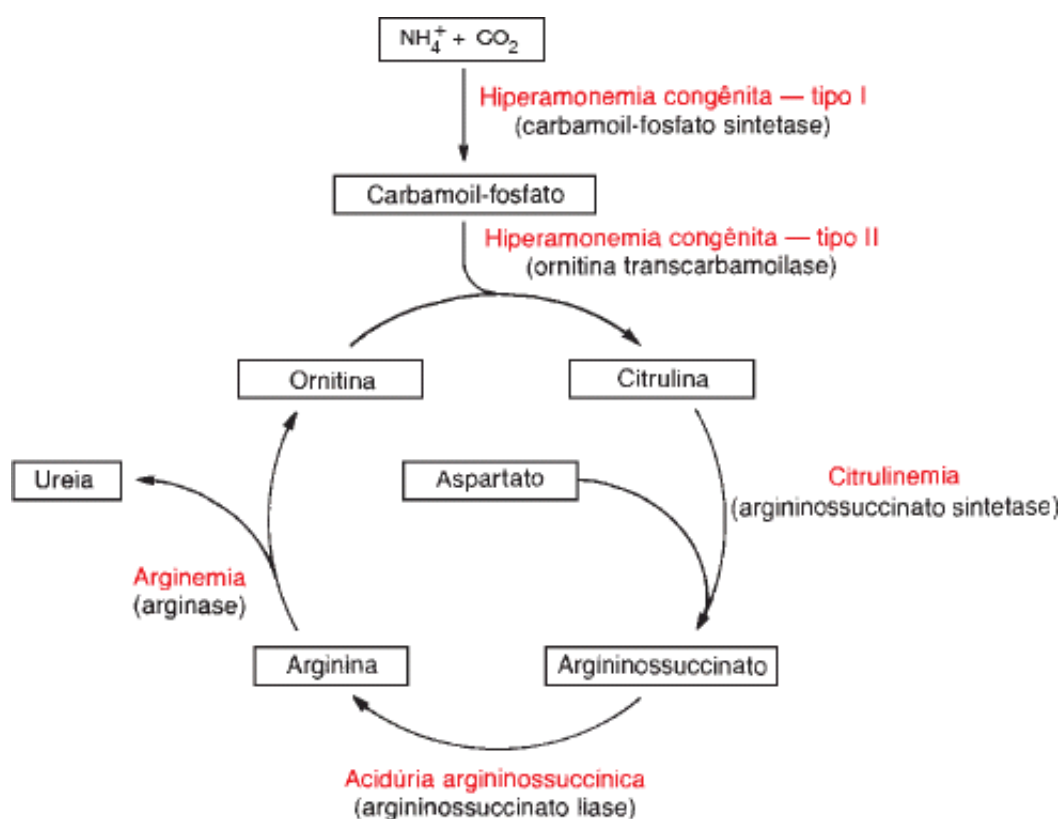 NH4+ + CO2
Hiperamonemia congênita — tipo I
(carbamoil-fosfato sintetase)
Carbamoil-fosfato
Hiperamonemia congênita — tipo II
(ornitina transcarbamoilase)
Ornitina
Citrulina
Ureia
Aspartato
Citrulinemia
(argininossuccinato sintetase)
Arginemia
(arginase)
Arginina
Argininossuccinato
Acidúria argininossuccínica
(argininossuccinato liase)